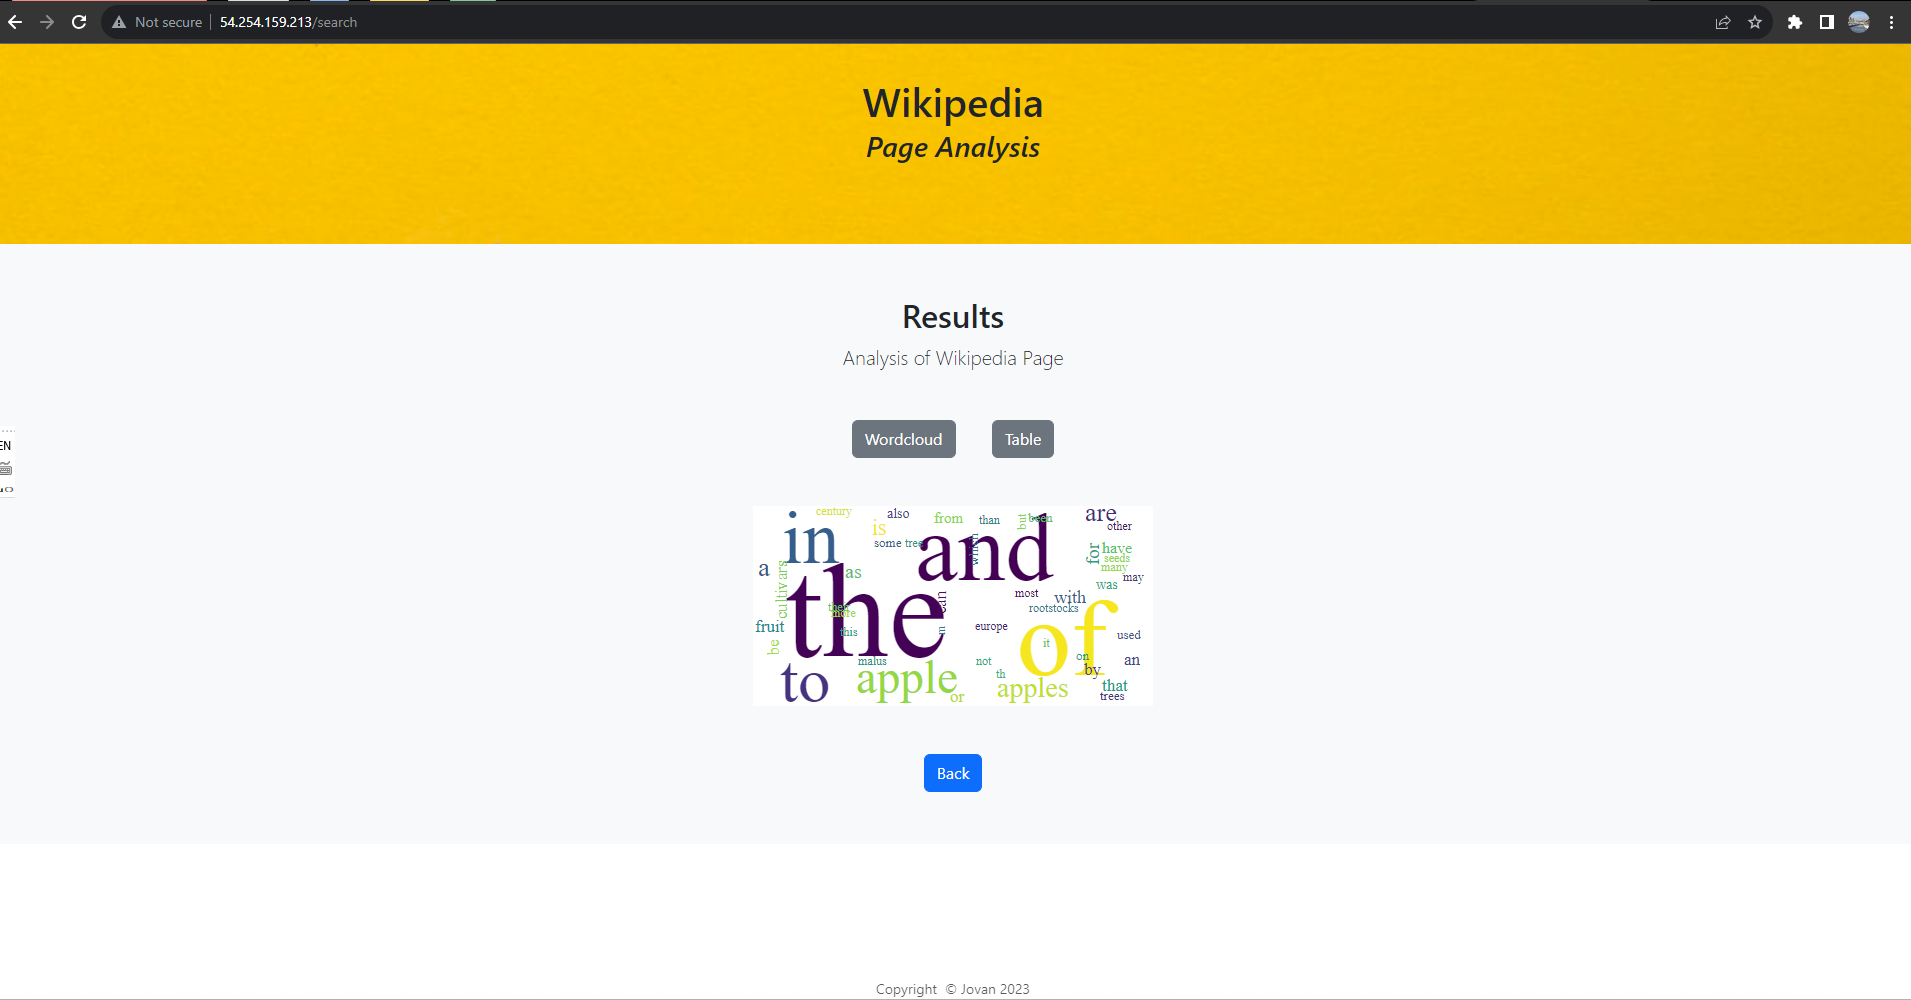 Not secure 54.254.159.213/search
Wikipedia
Page Analysis
Results
Analysis of Wikipedia Page
Wordcloud Table
century also from than but been are
in is and other
some tree which for have
seeds
a as many
cultivars the can was may
most with
then rootstocks
more
fruit this europe of used
be it
malus not on an
to apple th by
or apples that
trees
Back
Copyright © Jovan 2023
EN